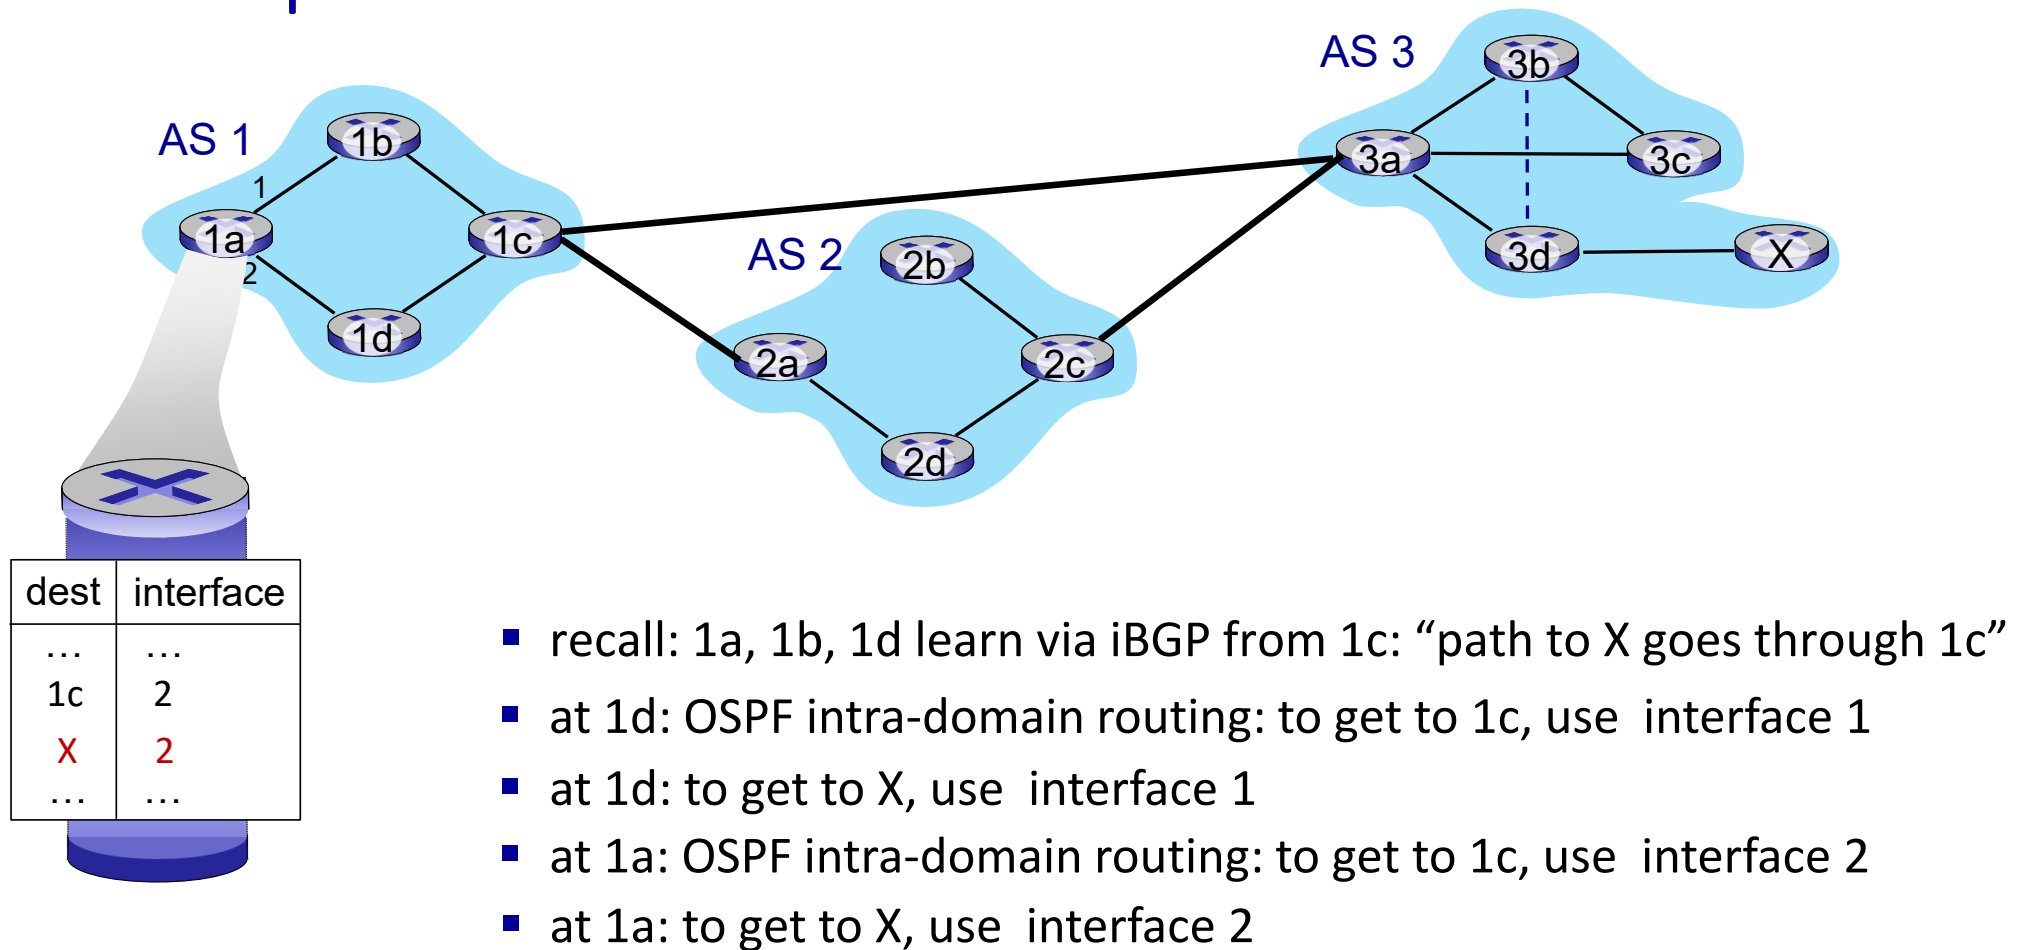 AS 3
3b
AS 1
1b
3a
3c
1
1a
1c
AS 2
2b
3d
X
2
1d
2a
2c
2d
dest interface
... ...
1c 2
X 2
... ...
▪ recall: 1a, 1b, 1d learn via iBGP from 1c: “path to X goes through 1c”
▪ at 1d: OSPF intra-domain routing: to get to 1c, use interface 1
▪ at 1d: to get to X, use interface 1
▪ at 1a: OSPF intra-domain routing: to get to 1c, use interface 2
▪ at 1a: to get to X, use interface 2